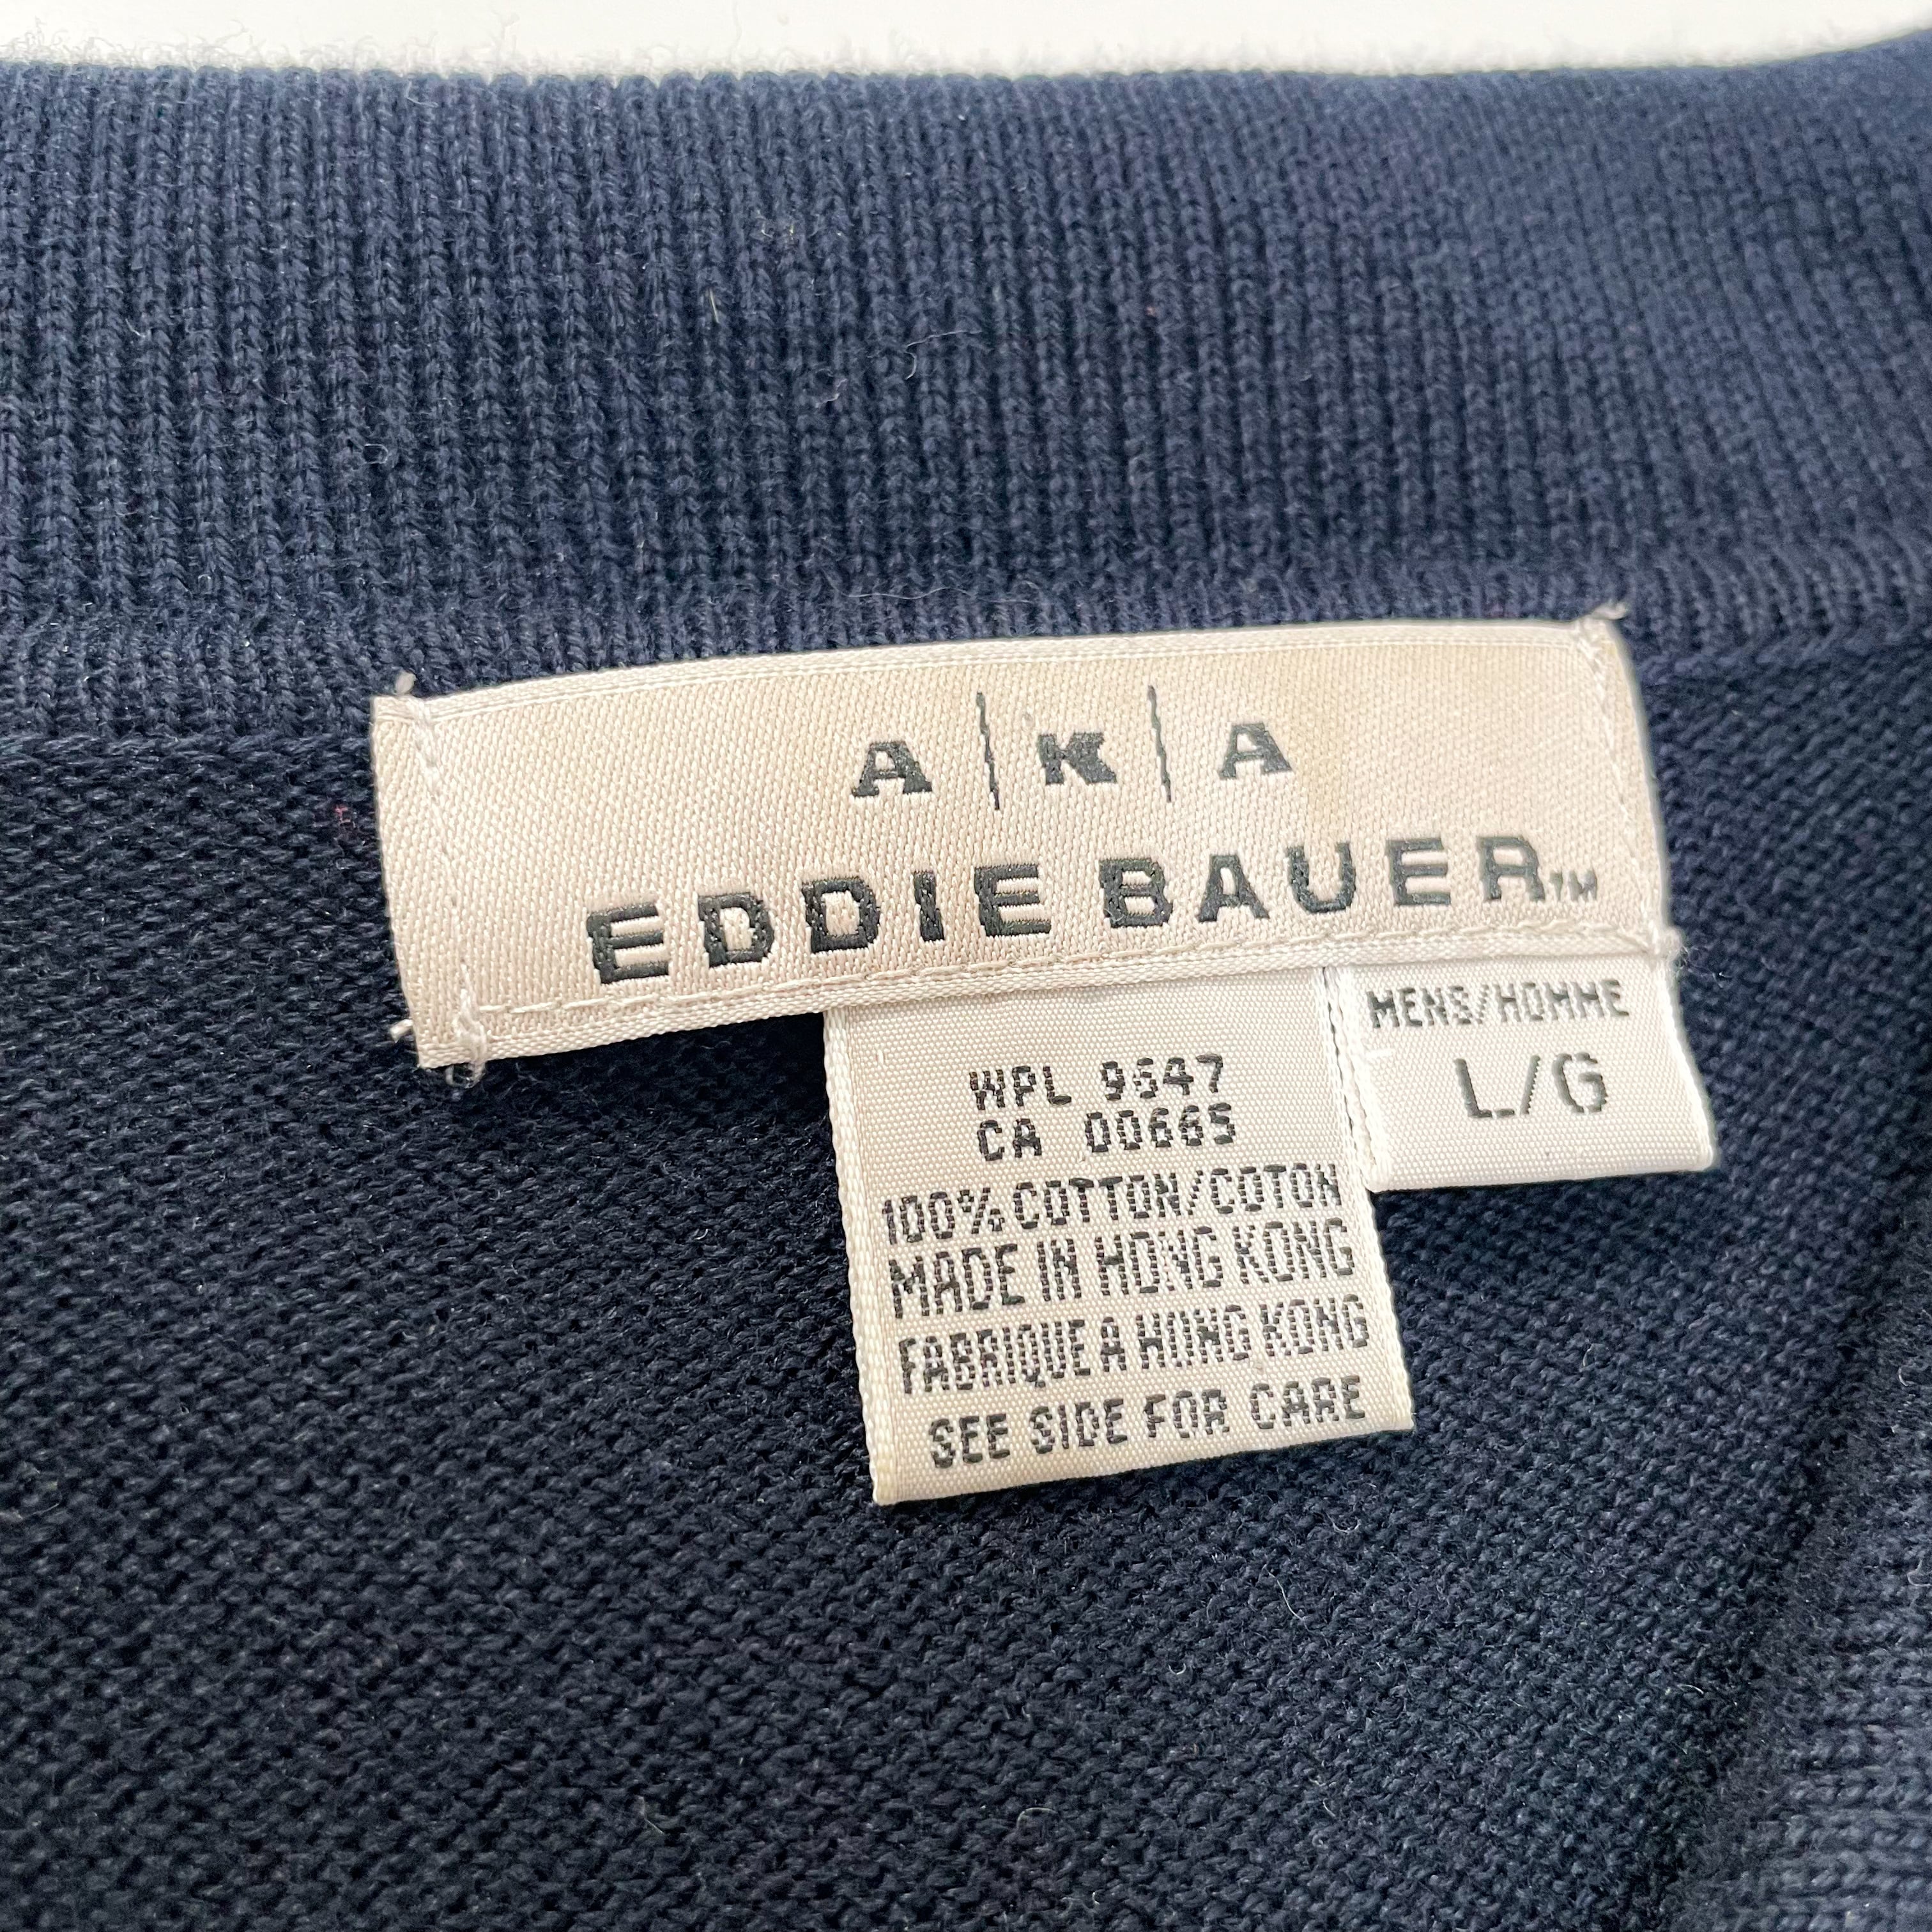 A|K|A
EDDIE BAUER™
MENS/HOMME
L/G
WPL 9647
CA 00665
100% COTTON/COTON
MADE IN HONG KONG
FABRIQUE A HONG KONG
SEE SIDE FOR CARE